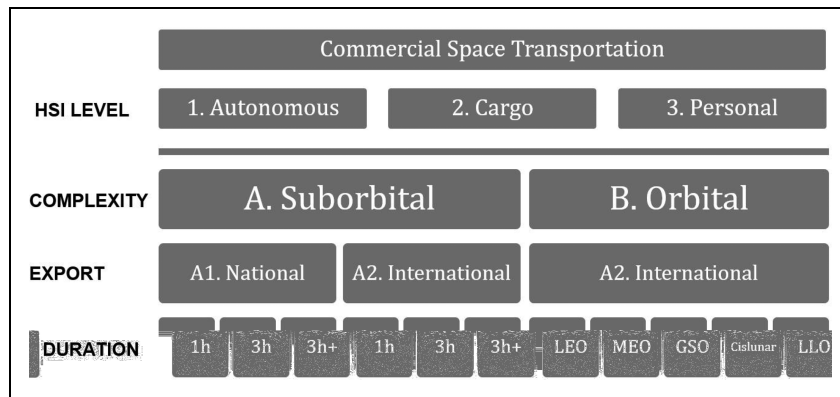 Commercial Space Transportation
HSI LEVEL 1. Autonomous 2. Cargo 3. Personal
COMPLEXITY A. Suborbital B. Orbital
EXPORT A1. National A2. International A2. International
DURATION 1h 3h 3h+ 1h 3h 3h+ LEO MEO GSO Cislunar LLO